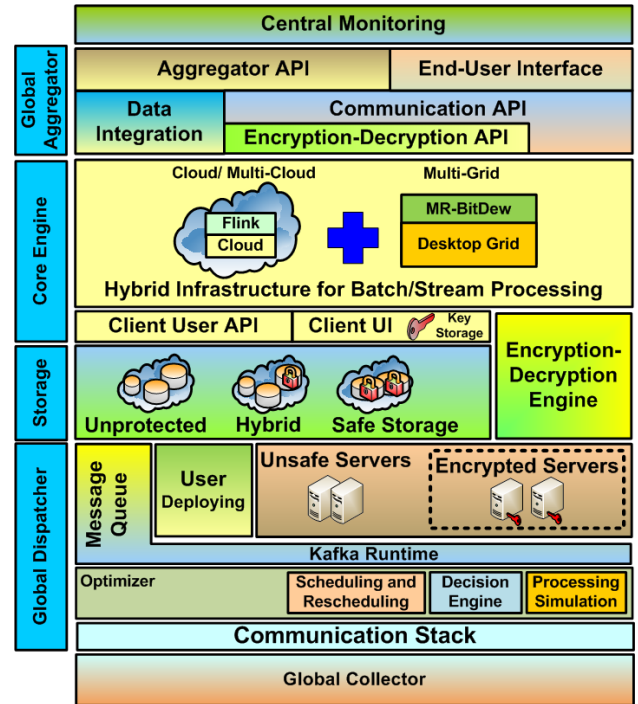 Central Monitoring
Global
Aggregator
Aggregator API
End-User Interface
Data
Integration
Communication API
Encryption-Decryption API
Core Engine
Cloud/ Multi-Cloud
Multi-Grid
Flink
Cloud
MR-BitDew
Desktop Grid
Hybrid Infrastructure for Batch/Stream Processing
Client User API
Client UI
Key
Storage
Encryption-
Decryption
Engine
Storage
Unprotected
Hybrid
Safe Storage
Global Dispatcher
Message
Queue
User
Deploying
Unsafe Servers
Encrypted Servers
Kafka Runtime
Optimizer
Scheduling and
Rescheduling
Decision
Engine
Processing
Simulation
Communication Stack
Global Collector